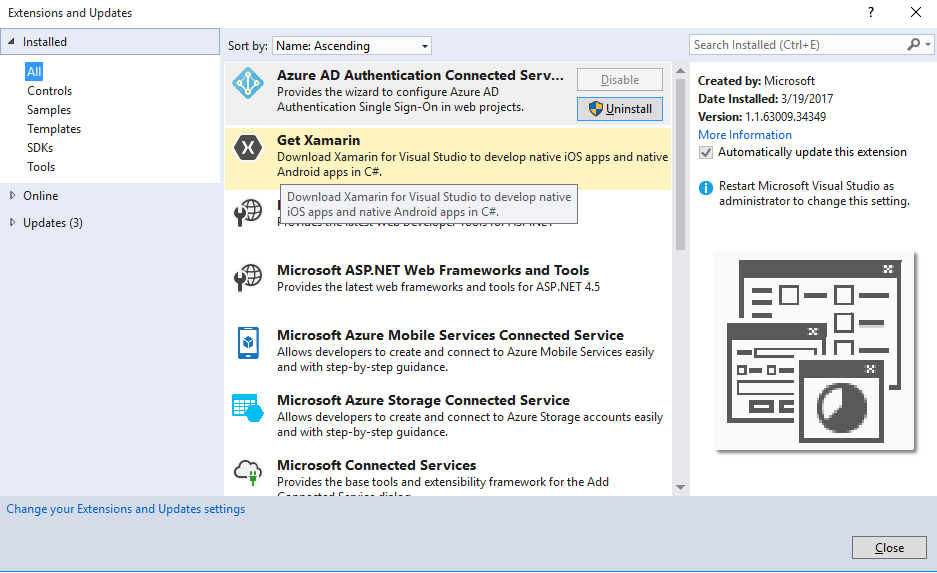 Extensions and Updates
?
Installed
All
Controls
Samples
Templates
SDKs
Tools
Online
Updates (3)
Sort by: Name: Ascending
Azure AD Authentication Connected Serv...
Provides the wizard to configure Azure AD
Authentication Single Sign-On in web projects.
Disable
Uninstall
Get Xamarin
Download Xamarin for Visual Studio to develop native iOS apps and native
Android apps in C#.
Download Xamarin for Visual Studio to develop native
iOS apps and native Android apps in C#.
Provides the latest Web Developer Tools for ASP.NET
Microsoft ASP.NET Web Frameworks and Tools
Provides the latest web frameworks and tools for ASP.NET 4.5
Microsoft Azure Mobile Services Connected Service
Allows developers to create and connect to Azure Mobile Services easily
and with step-by-step guidance.
Microsoft Azure Storage Connected Service
Allows developers to create and connect to Azure Storage accounts easily
and with step-by-step guidance.
Microsoft Connected Services
Provides the base tools and extensibility framework for the Add
Connected Service dialog.
Search Installed (Ctrl+E)
Created by: Microsoft
Date Installed: 3/19/2017
Version: 1.1.63009.34349
More Information
Automatically update this extension
Restart Microsoft Visual Studio as
administrator to change this setting.
Change your Extensions and Updates settings
Close